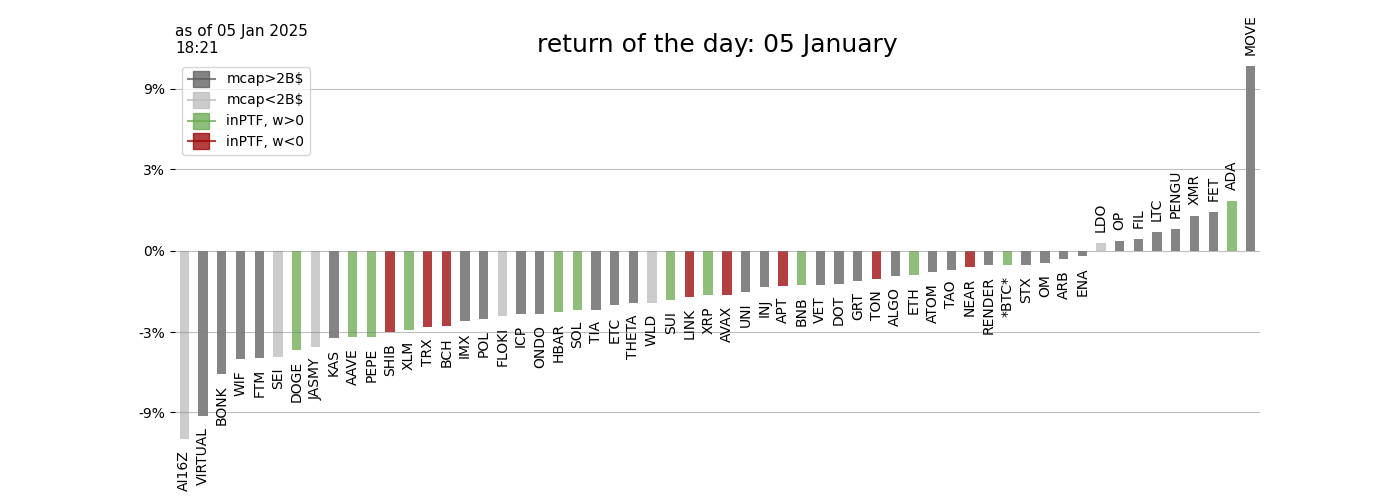 as of 05 Jan 2025
18:21
return of the day: 05 January
mcap>2B$
mcap<2B$
inPTF, w>0
inPTF, w<0
9%
3%
0%
-3%
-9%
AI16Z
VIRTUAL
BONK
WIF
FTM
SEI
DOGE
JASMY
KAS
AAVE
PEPE
SHIB
XLM
TRX
BCH
IMX
POL
FLOKI
ICP
ONDO
HBAR
SOL
TIA
ETC
THETA
WLD
SUI
LINK
XRP
AVAX
UNI
INJ
APT
BNB
VET
DOT
GRT
TON
ALGO
ETH
ATOM
TAO
NEAR
RENDER
*BTC*
STX
OM
ARB
ENA
LDO
OP
FIL
LTC
PENGU
XMR
FET
ADA
MOVE